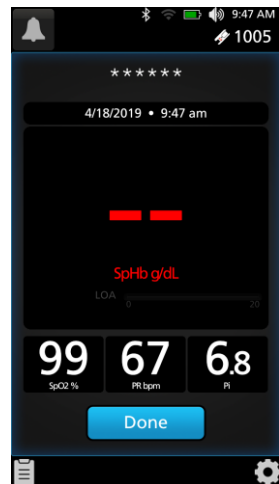 9:47 AM
1005
******
4/18/2019 • 9:47 am
-- 
SpHb g/dL
LOA
0 20
99 67 6.8
SpO2 % PR bpm Pi
Done